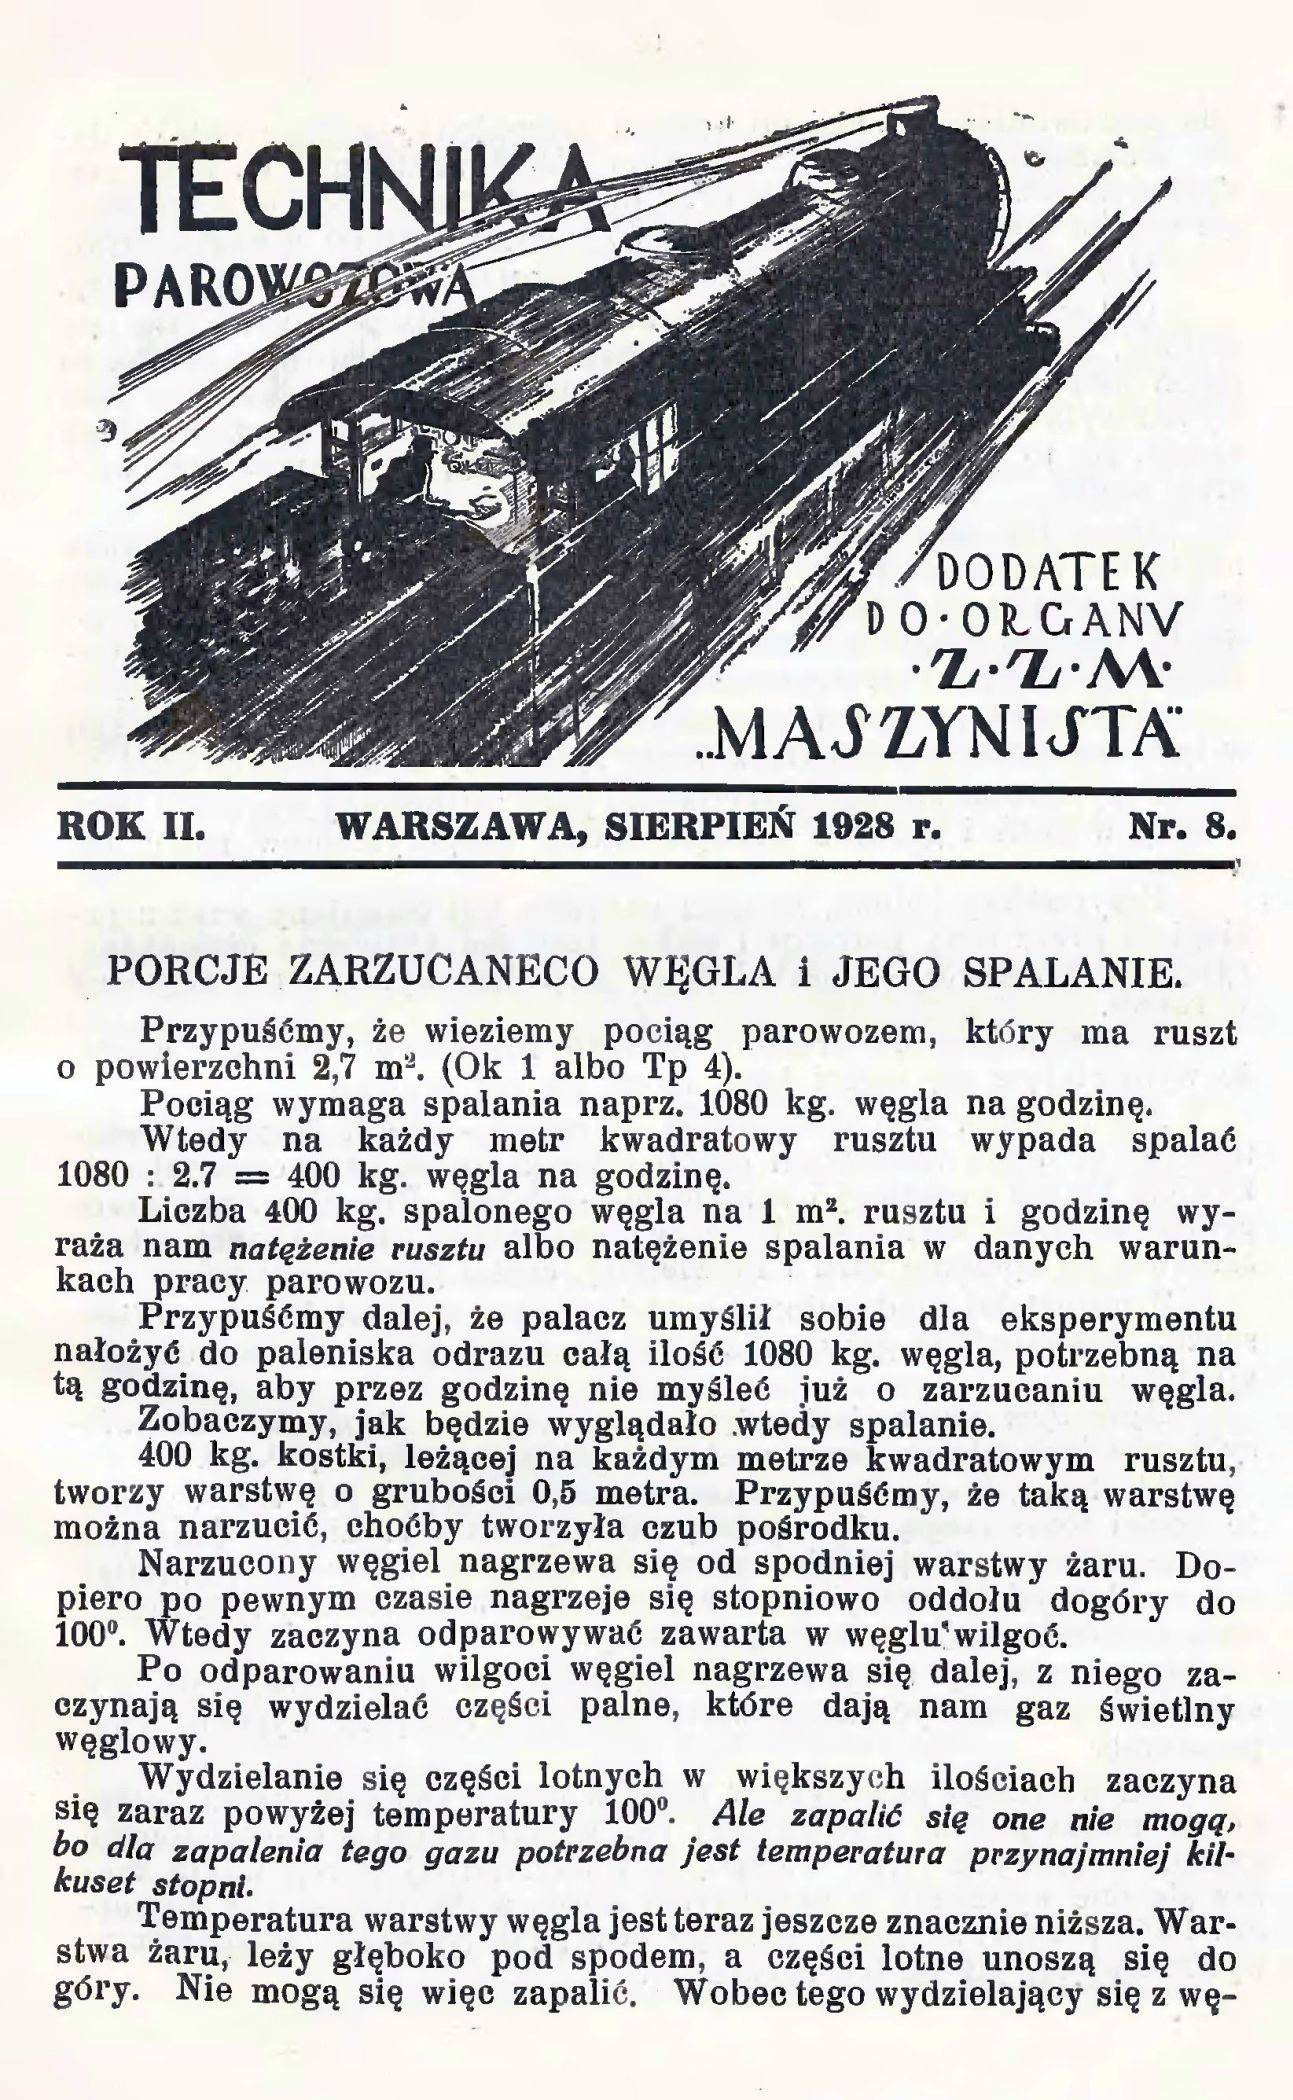 TECHNIKA
PAROWOZOWA
DODATEK
DO·ORGANV
·Z·Z·M·
„MASZYNISTA"
ROK II. WARSZAWA, SIERPIEŃ 1928 r. Nr. 8.
PORCJE ZARZUCANECO WĘGLA i JEGO SPALANIE.
Przypuśćmy, że wieziemy pociąg parowozem, który ma ruszt
o powierzchni 2,7 m². (Ok 1 albo Tp 4).
Pociąg wymaga spalania naprz. 1080 kg. węgla na godzinę.
Wtedy na każdy metr kwadratowy rusztu wypada spalać
1080 : 2.7 = 400 kg. węgla na godzinę.
Liczba 400 kg. spalonego węgla na 1 m². rusztu i godzinę wy-
raża nam natężenie rusztu albo natężenie spalania w danych warun-
kach pracy parowozu.
Przypuśćmy dalej, że palacz umyślił sobie dla eksperymentu
nałożyć do paleniska odrazu całą ilość 1080 kg. węgla, potrzebną na
tą godzinę, aby przez godzinę nie myśleć już o zarzucaniu węgla.
Zobaczymy, jak będzie wyglądało wtedy spalanie.
400 kg. kostki, leżącej na każdym metrze kwadratowym rusztu,
tworzy warstwę o grubości 0,5 metra. Przypuśćmy, że taką warstwę
można narzucić, choćby tworzyła czub pośrodku.
Narzucony węgiel nagrzewa się od spodniej warstwy żaru. Do-
piero po pewnym czasie nagrzeje się stopniowo oddołu dogóry do
100⁰. Wtedy zaczyna odparowywać zawarta w węglu wilgoć.
Po odparowaniu wilgoci węgiel nagrzewa się dalej, z niego za-
czynają się wydzielać części palne, które dają nam gaz świetlny
węglowy.
Wydzielanie się części lotnych w większych ilościach zaczyna
się zaraz powyżej temperatury 100⁰. Ale zapalić się one nie mogą,
bo dla zapalenia tego gazu potrzebna jest temperatura przynajmniej kil-
kuset stopni.
Temperatura warstwy węgla jest teraz jeszcze znacznie niższa. War-
stwa żaru, leży głęboko pod spodem, a części lotne unoszą się do
góry. Nie mogą się więc zapalić. Wobec tego wydzielający się z wę-